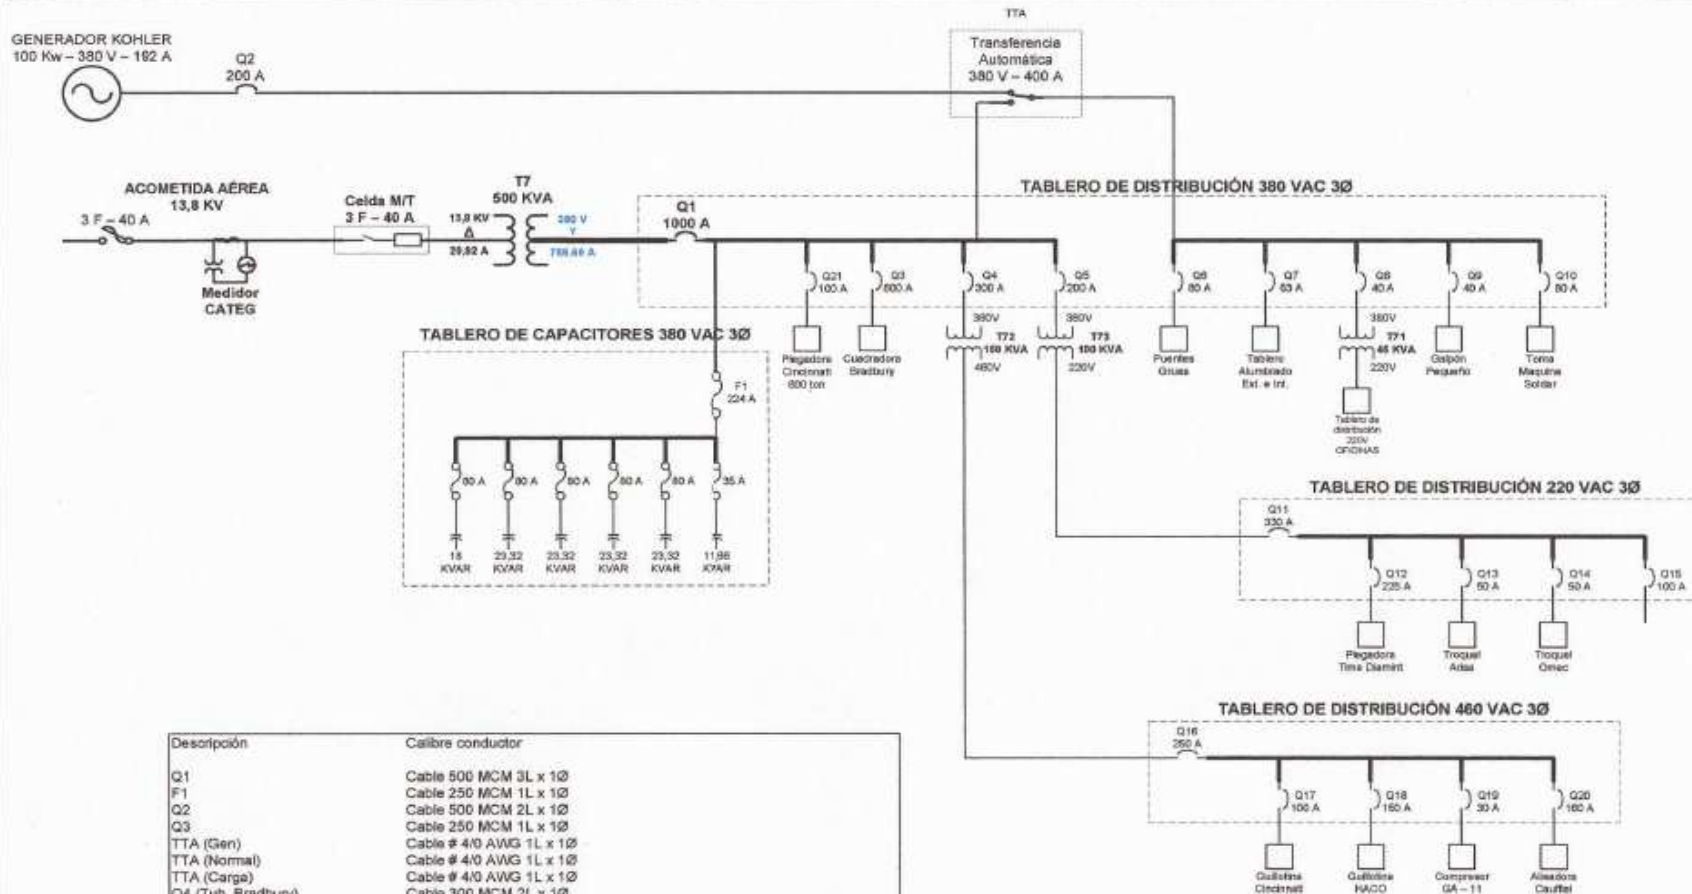 TTA
GENERADOR KOHLER
100 Kw – 380 V – 192 A
Q2
200 A
Transferencia
Automática
380 V – 400 A
ACOMETIDA AÉREA
13,8 KV
3 F – 40 A
Celda M/T
3 F – 40 A
T7
500 KVA
13,8 KV
Δ
20,92 A
380 V
Y
Medidor
CATEG
TABLERO DE DISTRIBUCIÓN 380 VAC 3Ø
Q1
1000 A
Q21
100 A
Q3
Q4
300 A
Q5
200 A
Q6
80 A
Q7
63 A
Q8
40 A
Q9
40 A
Q10
80 A
Plegadora
Cincinnati
600 ton
Cuadradora
Bradbury
380V
T72
150 KVA
460V
380V
T73
100 KVA
220V
Puentes
Gruas
Tablero
Alumbrado
Ext. e Int.
380V
T71
45 KVA
220V
Tablero de
distribución
220V
OFICINAS
Galpón
Pequeño
Toma
Maquina
Soldar
TABLERO DE CAPACITORES 380 VAC 3Ø
F1
224 A
80 A
80 A
80 A
80 A
80 A
35 A
18
KVAR
23,32
KVAR
23,32
KVAR
23,32
KVAR
23,32
KVAR
11,96
KVAR
TABLERO DE DISTRIBUCIÓN 220 VAC 3Ø
Q11
330 A
Q12
225 A
Q13
50 A
Q14
50 A
Q15
100 A
Plegadora
Troquel
Troquel
Omec
TABLERO DE DISTRIBUCIÓN 460 VAC 3Ø
Q16
250 A
Q17
100 A
Q18
150 A
Q19
30 A
Q20
160 A
Guillotina
Cincinnati
Guillotina
HACO
Compresor
GA – 11
Alisadora
Descripción Calibre conductor
Q1 Cable 500 MCM 3L x 1Ø
F1 Cable 250 MCM 1L x 1Ø
Q2 Cable 500 MCM 2L x 1Ø
Q3 Cable 250 MCM 1L x 1Ø
TTA (Gen) Cable # 4/0 AWG 1L x 1Ø
TTA (Normal) Cable # 4/0 AWG 1L x 1Ø
TTA (Carga) Cable # 4/0 AWG 1L x 1Ø
Q4 (Tub. Bradbury) Cable 300 MCM 2L x 1Ø